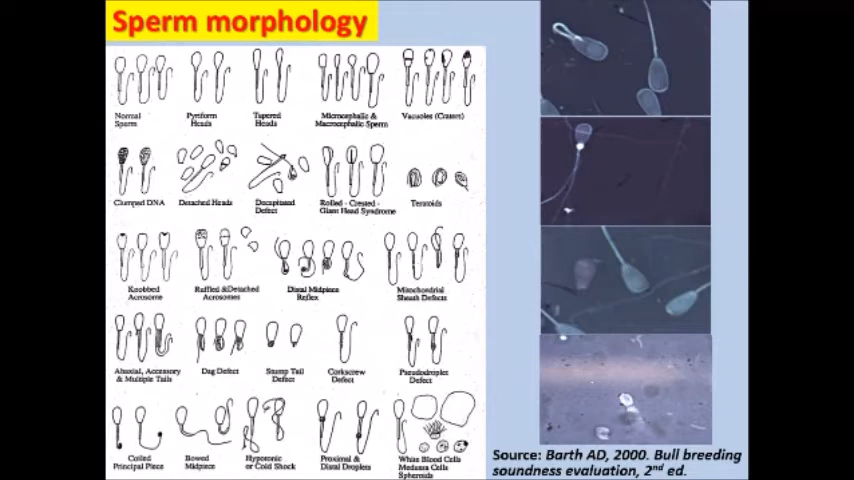 Sperm morphology
Normal
Sperm
Pyriform
Heads
Tapered
Heads
Microcephalic &
Macrocephalic Sperm
Vacuoles (Craters)
Clumped DNA
Detached Heads
Decapitated
Defect
Rolled - Crested -
Giant Head Syndrome
Teratoids
Knobbed
Acrosome
Ruffled & Detached
Acrosomes
Distal Midpiece
Reflex
Mitochondrial
Sheath Defects
Abaxial, Accessory
& Multiple Tails
Dag Defect
Stump Tail
Defect
Corkscrew
Defect
Pseudodroplet
Defect
Coiled
Principal Piece
Bowed
Midpiece
Hypotonic
or Cold Shock
Proximal &
Distal Droplets
White Blood Cells
Medusa Cells
Spheroids
Source: Barth AD, 2000. Bull breeding
soundness evaluation, 2nd ed.